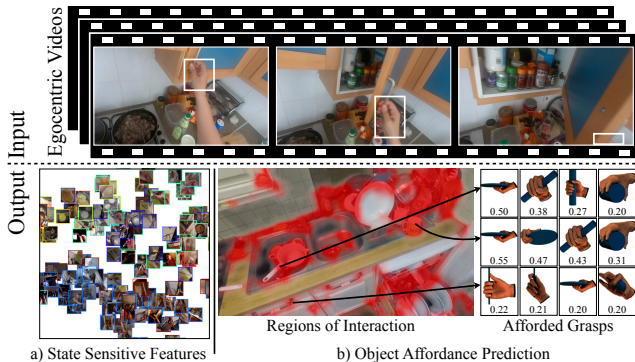 Input
Egocentric Videos
Output
0.50 0.38 0.27 0.20
0.55 0.47 0.43 0.31
0.22 0.21 0.20 0.20
Regions of Interaction
Afforded Grasps
a) State Sensitive Features
b) Object Affordance Prediction